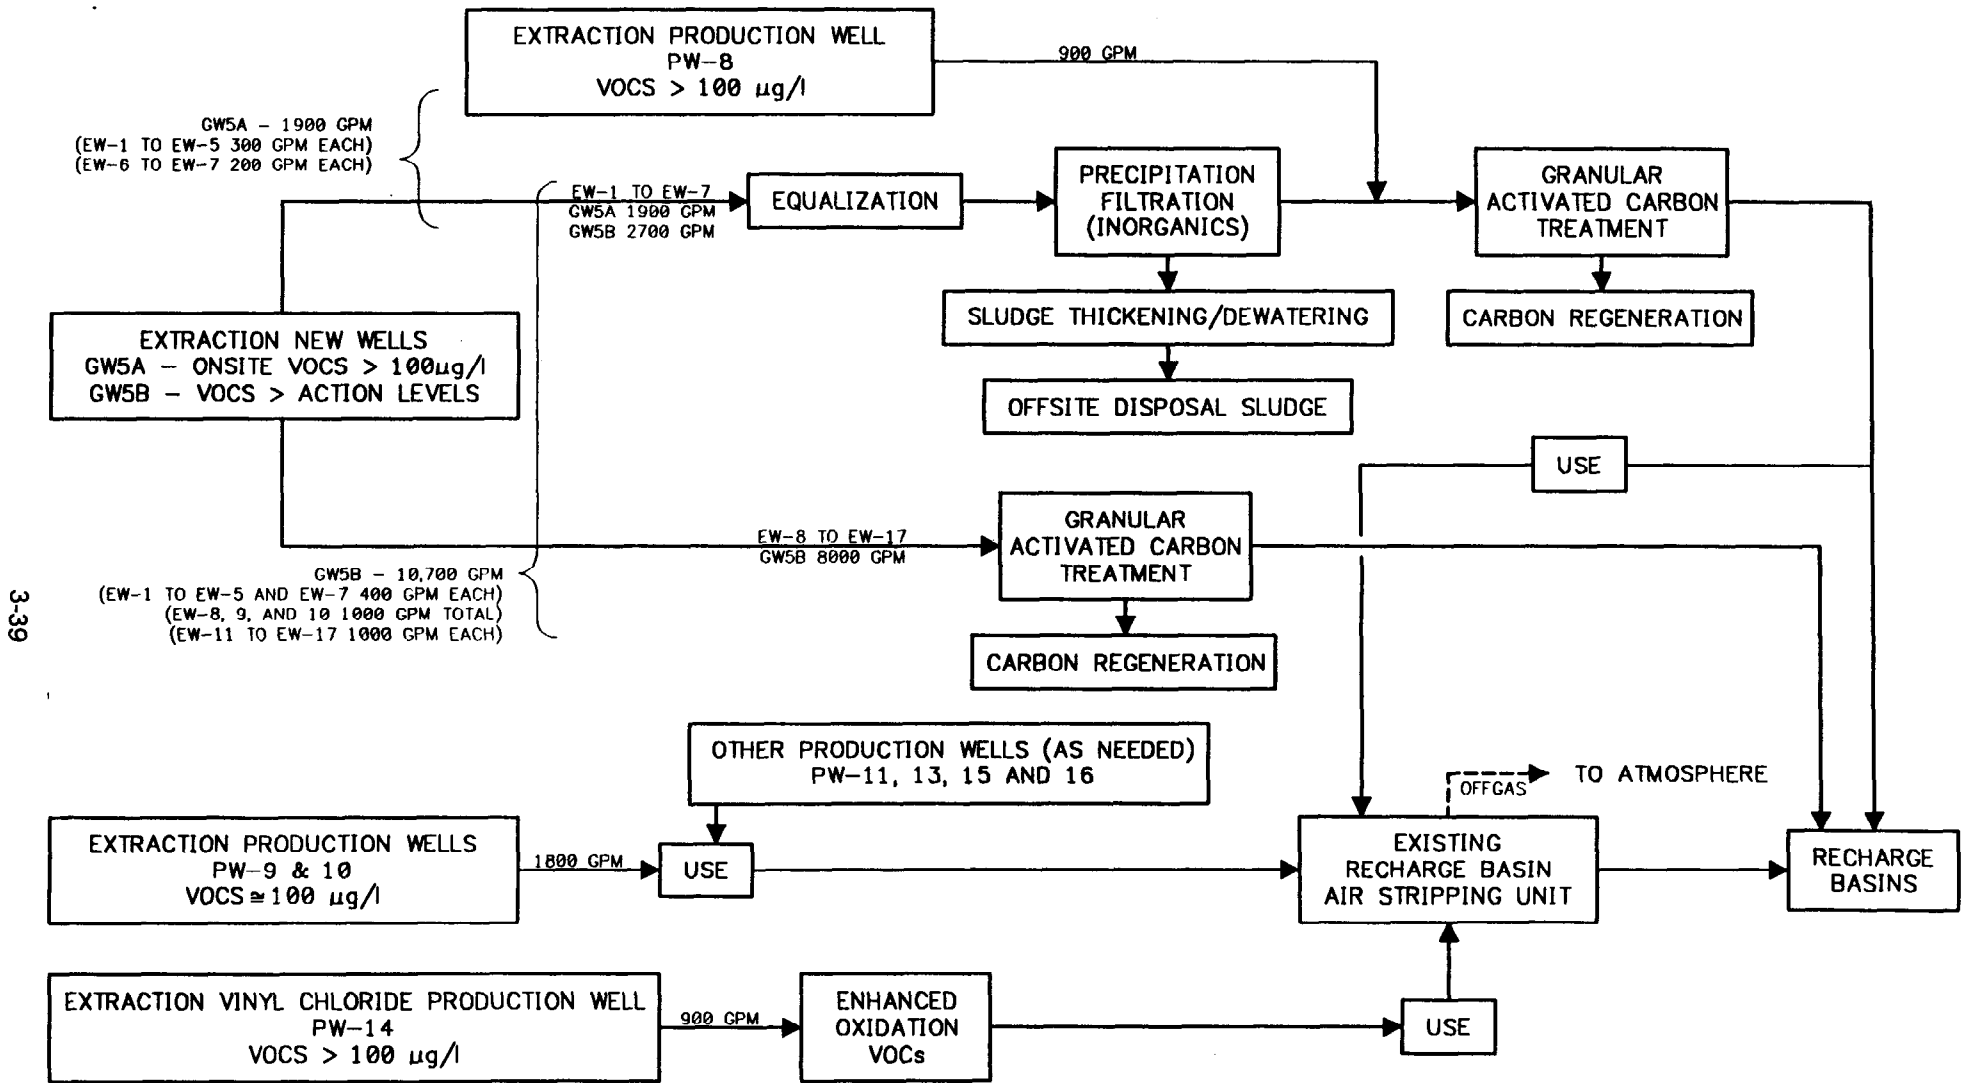 EXTRACTION PRODUCTION WELL
PW-8
VOCS > 100 µg/l
900 GPM
GW5A - 1900 GPM
(EW-1 TO EW-5 300 GPM EACH)
(EW-6 TO EW-7 200 GPM EACH)
EW-1 TO EW-7
GW5A 1900 GPM
GW5B 2700 GPM
EQUALIZATION
PRECIPITATION
FILTRATION
(INORGANICS)
GRANULAR
ACTIVATED CARBON
TREATMENT
SLUDGE THICKENING/DEWATERING
CARBON REGENERATION
OFFSITE DISPOSAL SLUDGE
EXTRACTION NEW WELLS
GW5A - ONSITE VOCS > 100µg/l
GW5B - VOCS > ACTION LEVELS
USE
EW-8 TO EW-17
GW5B 8000 GPM
GRANULAR
ACTIVATED CARBON
TREATMENT
GW5B - 10,700 GPM
(EW-1 TO EW-5 AND EW-7 400 GPM EACH)
(EW-8, 9, AND 10 1000 GPM TOTAL)
(EW-11 TO EW-17 1000 GPM EACH)
CARBON REGENERATION
3-39
OTHER PRODUCTION WELLS (AS NEEDED)
PW-11, 13, 15 AND 16
OFFGAS
TO ATMOSPHERE
EXTRACTION PRODUCTION WELLS
PW-9 & 10
VOCS ≅ 100 µg/l
1800 GPM
USE
EXISTING
RECHARGE BASIN
AIR STRIPPING UNIT
RECHARGE
BASINS
EXTRACTION VINYL CHLORIDE PRODUCTION WELL
PW-14
VOCS > 100 µg/l
900 GPM
ENHANCED
OXIDATION
VOCs
USE